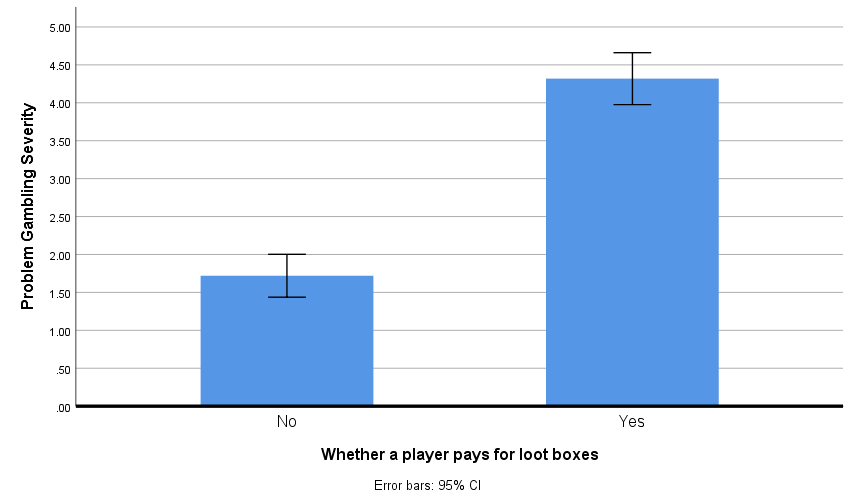 Problem Gambling Severity
5.00
4.50
4.00
3.50
3.00
2.50
2.00
1.50
1.00
.50
.00
No
Yes
Whether a player pays for loot boxes
Error bars: 95% CI